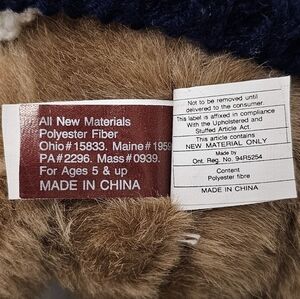 All New Materials
Polyester Fiber
Ohio# 15833. Maine# 1959
PA#2296. Mass#0939.
For Ages 5 & up
MADE IN CHINA
Not to be removed until
delivered to the consumer.
This label is affixed in compliance
With the Upholstered and
Stuffed Article Act.
This article contains
NEW MATERIAL ONLY
Made by
Ont. Reg. No. 94R5254
Content
Polyester fibre
MADE IN CHINA